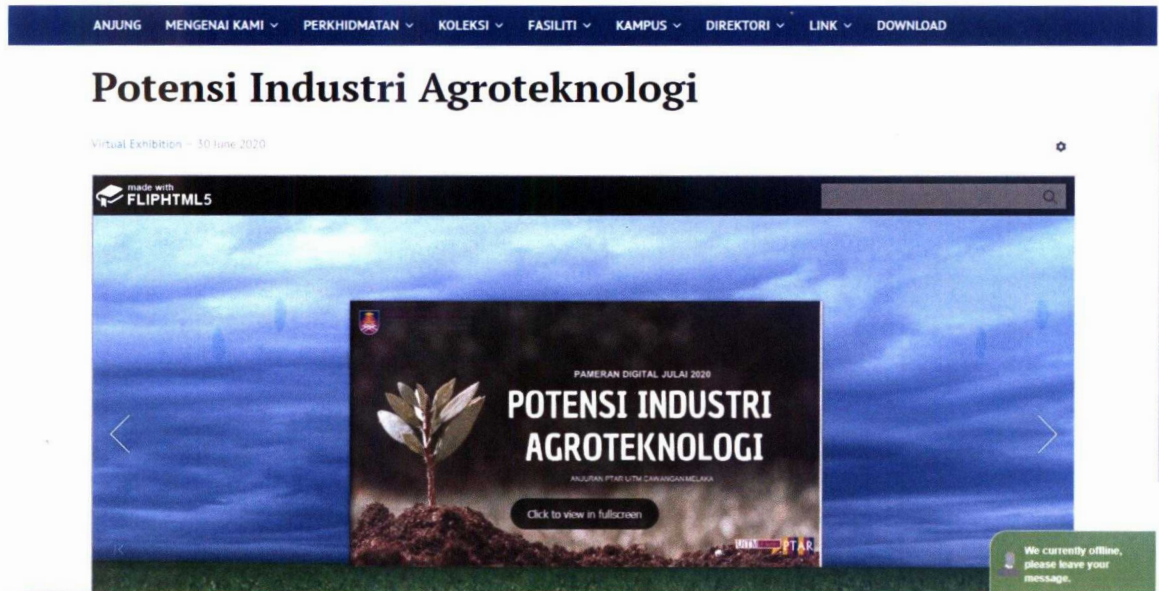 ANJUNG MENGENAI KAMI PERKHIDMATAN KOLEKSI FASILITI KAMPUS DIREKTORI LINK DOWNLOAD
Potensi Industri Agroteknologi
Virtual Exhibition - 30 June 2020
made with
FLIPHTML5
PAMERAN DIGITAL JULAI 2020
POTENSI INDUSTRI
AGROTEKNOLOGI
ANJURAN PTAR UITM CAWANGAN MELAKA
Click to view in fullscreen
UiTM PTAR
We currently offline,
please leave your
message.